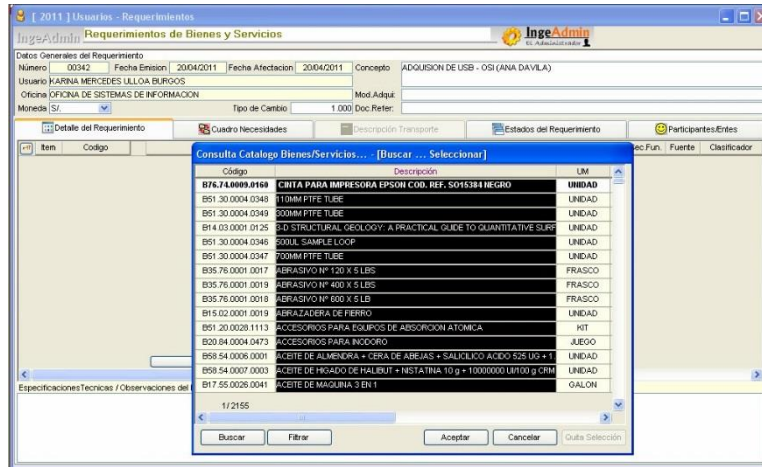 [ 2011 ] Usuarios - Requerimientos
IngeAdmin Requerimientos de Bienes y Servicios
IngeAdmin
EL Administrador
Datos Generales del Requerimiento
Número 00342 Fecha Emision 20/04/2011 Fecha Afectacion 20/04/2011 Concepto ADQUISION DE USB - OSI (ANA DAVILA)
Usuario KARINA MERCEDES ULLOA BURGOS
Oficina OFICINA DE SISTEMAS DE INFORMACION Mod.Adqui:
Moneda S/. Tipo de Cambio 1.000 Doc.Refer:
Detalle del Requerimiento Cuadro Necesidades Descripción Transporte Estados del Requerimiento Participantes/Entes
Item Codigo Sec.Fun. Fuente Clasificador
Consulta Catalogo Bienes/Servicios... - [Buscar ... Seleccionar]
Código Descripción UM
B76.74.0009.0160 CINTA PARA IMPRESORA EPSON COD. REF. SO15384 NEGRO UNIDAD
B51.30.0004.0348 110MM PTFE TUBE UNIDAD
B51.30.0004.0349 300MM PTFE TUBE UNIDAD
B14.03.0001.0125 3-D STRUCTURAL GEOLOGY: A PRACTICAL GUIDE TO QUANTITATIVE SURF UNIDAD
B51.30.0004.0346 500UL SAMPLE LOOP UNIDAD
B51.30.0004.0347 700MM PTFE TUBE UNIDAD
B35.76.0001.0017 ABRASIVO Nº 120 X 5 LBS FRASCO
B35.76.0001.0019 ABRASIVO Nº 400 X 5 LBS FRASCO
B35.76.0001.0018 ABRASIVO Nº 600 X 5 LB FRASCO
B15.02.0001.0019 ABRAZADERA DE FIERRO UNIDAD
B51.20.0028.1113 ACCESORIOS PARA EQUIPOS DE ABSORCION ATOMICA KIT
B20.84.0004.0473 ACCESORIOS PARA INODORO JUEGO
B58.54.0006.0001 ACEITE DE ALMENDRA + CERA DE ABEJAS + SALICILICO ACIDO 525 UG + 1. UNIDAD
B58.54.0007.0003 ACEITE DE HIGADO DE HALIBUT + NISTATINA 10 g + 10000000 UI/100 g CRM UNIDAD
B17.55.0026.0041 ACEITE DE MAQUINA 3 EN 1 GALON
1/2155
Buscar Filtrar Aceptar Cancelar Quita Selección
EspecificacionesTecnicas / Observaciones del